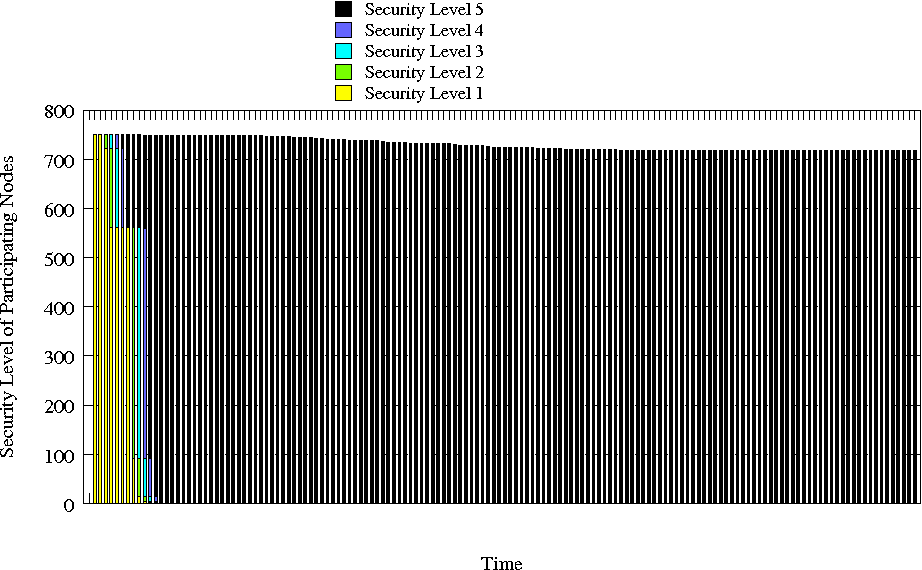 Security Level 5
Security Level 4
Security Level 3
Security Level 2
Security Level 1
800
700
600
500
400
300
200
100
0
Security Level of Participating Nodes
Time